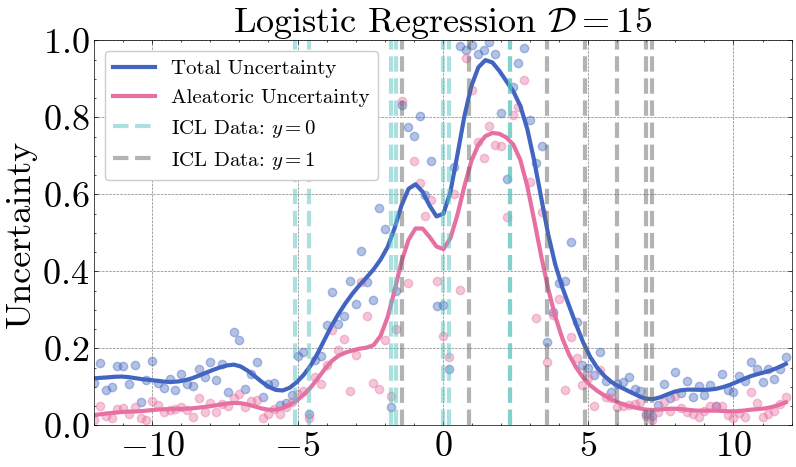 Logistic Regression $\mathcal{D} = 15$
Uncertainty
1.0
0.8
0.6
0.4
0.2
0.0
Total Uncertainty
Aleatoric Uncertainty
ICL Data: $y = 0$
ICL Data: $y = 1$
−10
−5
0
5
10